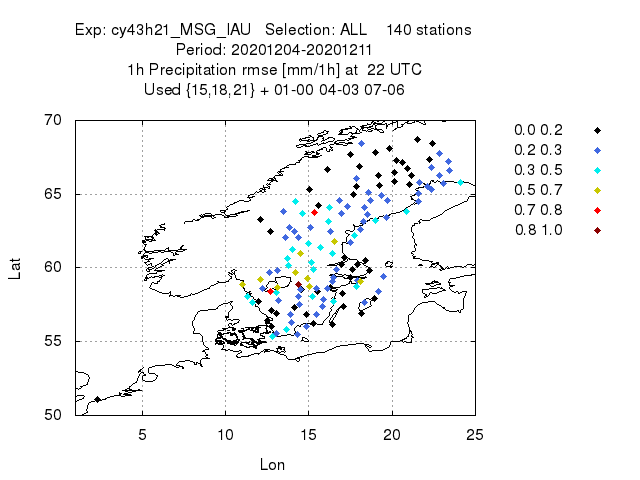 Exp: cy43h21_MSG_IAU Selection: ALL 140 stations
Period: 20201204-20201211
1h Precipitation rmse [mm/1h] at 22 UTC
Used {15,18,21} + 01-00 04-03 07-06
70
65
60
55
50
Lat
5 10 15 20 25
Lon
0.0 0.2
0.2 0.3
0.3 0.5
0.5 0.7
0.7 0.8
0.8 1.0